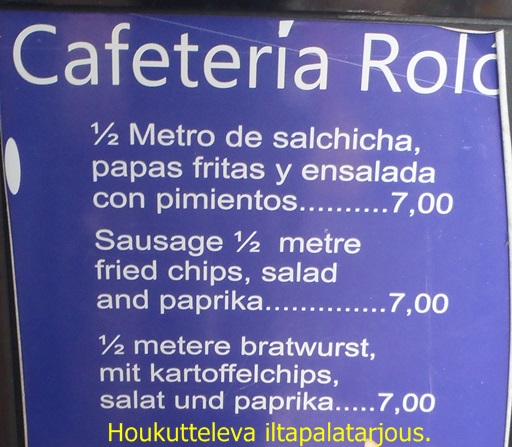 Cafetería Rolo
½ Metro de salchicha,
papas fritas y ensalada
con pimientos..........7,00
Sausage ½ metre
fried chips, salad
and paprika..............7,00
½ metere bratwurst,
mit kartoffelchips,
salat und paprika.....7,00
Houkutteleva iltapalatarjous.